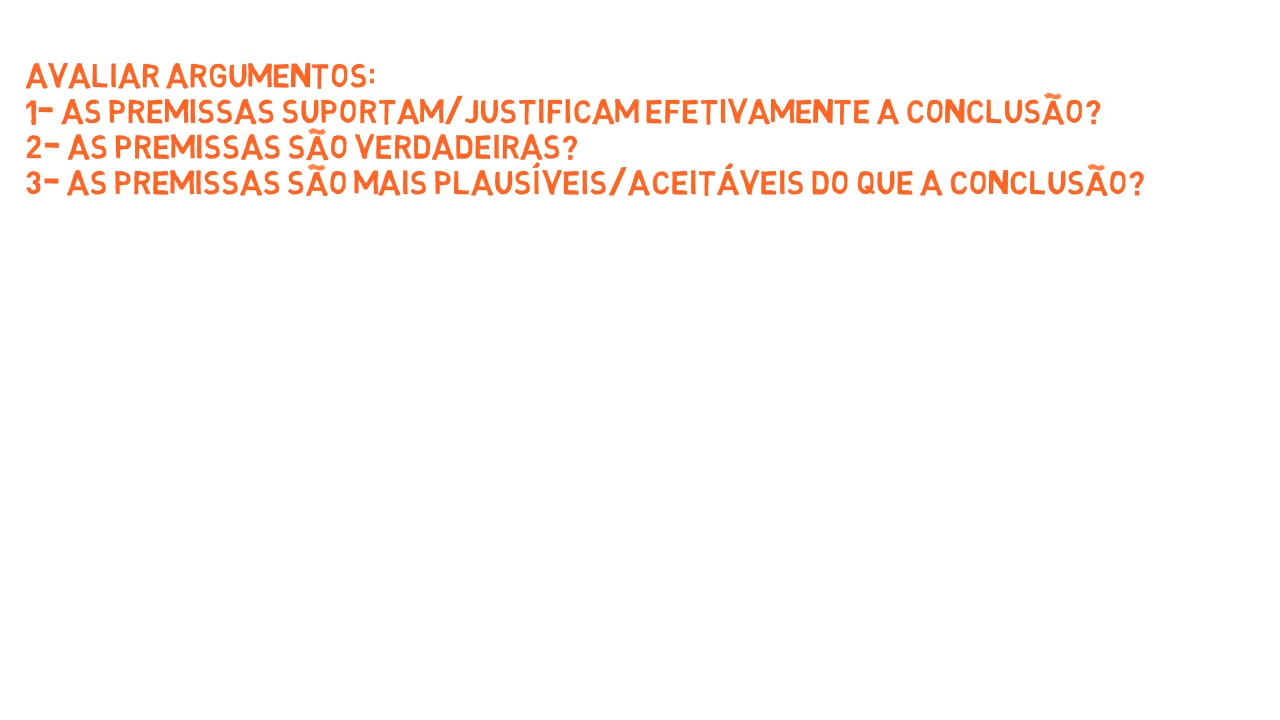 AVALIAR ARGUMENTOS:
1- AS PREMISSAS SUPORTAM/JUSTIFICAM EFETIVAMENTE A CONCLUSÃO?
2- AS PREMISSAS SÃO VERDADEIRAS?
3- AS PREMISSAS SÃO MAIS PLAUSÍVEIS/ACEITÁVEIS DO QUE A CONCLUSÃO?